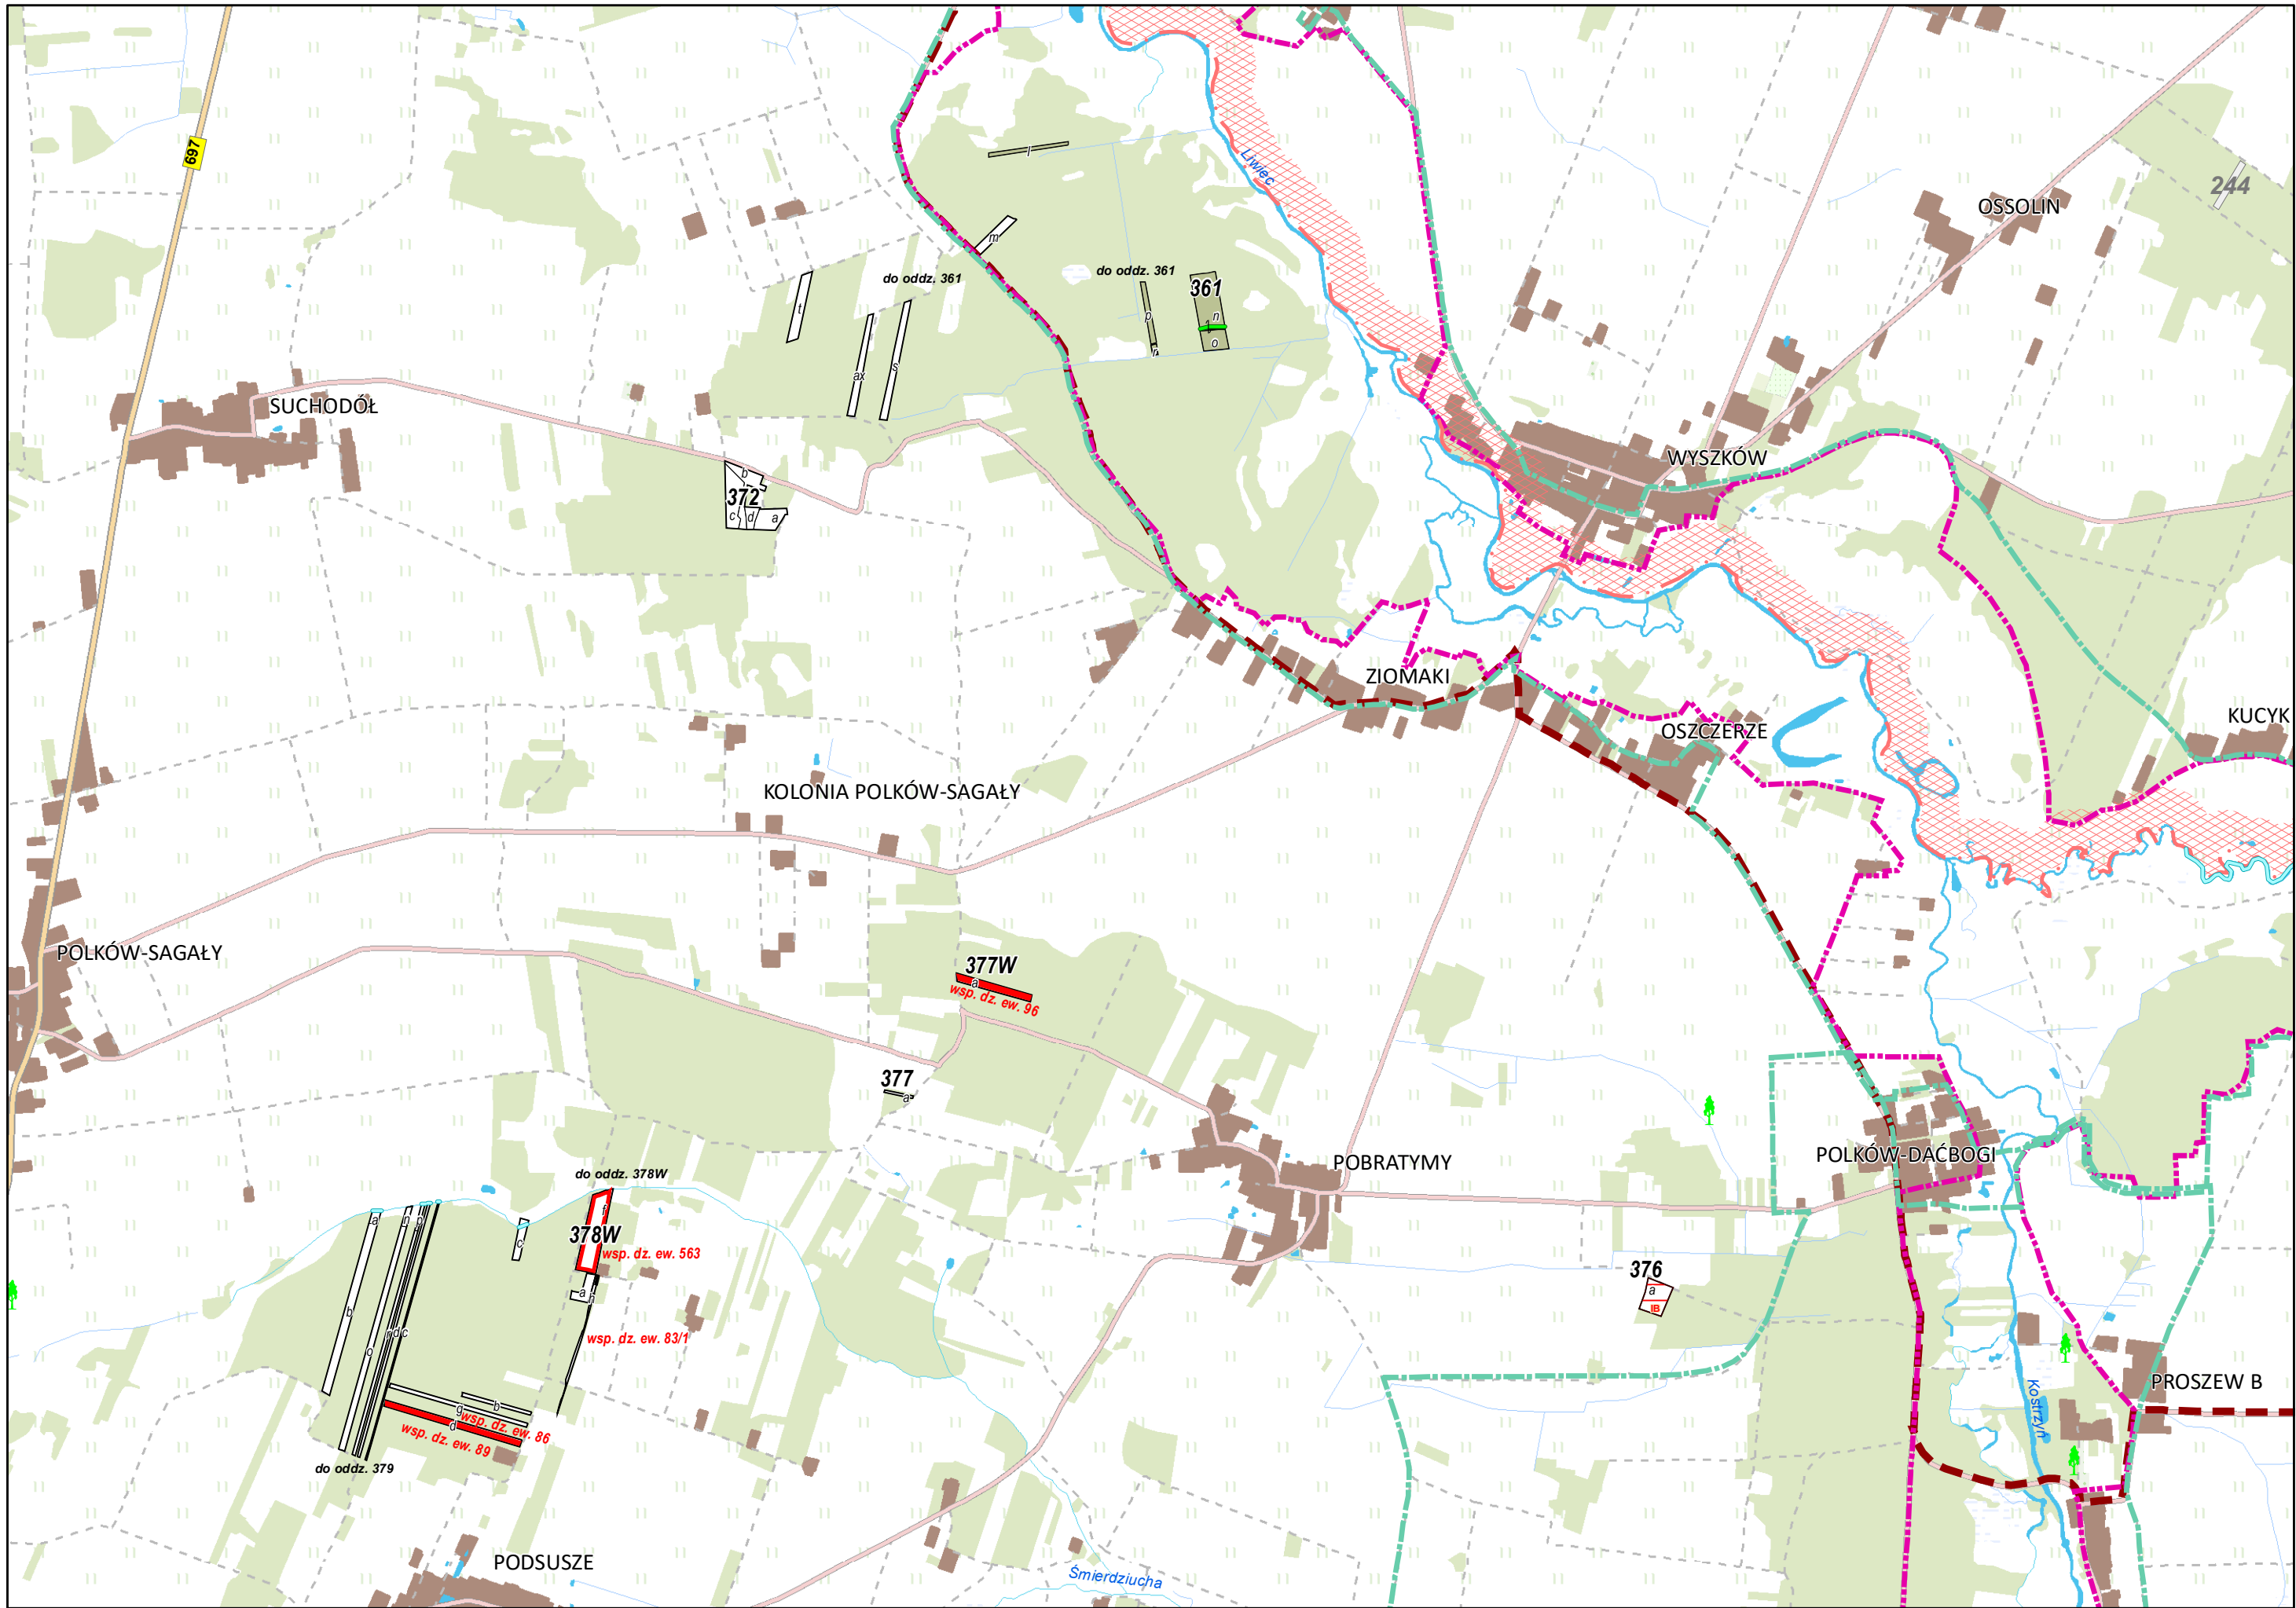 697
l
Liwiec
244
OSSOLIN
m
do oddz. 361
do oddz. 361
361
t
p
n
r
o
ax
s
SUCHODÓŁ
b
372
c
d
a
WYSZKÓW
ZIOMAKI
KUCYK
OSZCZERZE
KOLONIA POLKÓW-SAGAŁY
POLKÓW-SAGAŁY
377W
a
wsp. dz. ew. 96
377
a
POLKÓW-DAĆBOGI
POBRATYMY
do oddz. 378W
f
a
n
p
c
378W
wsp. dz. ew. 563
376
a
IB
a
h
b
o
r
d
c
wsp. dz. ew. 83/1
PROSZEW B
Kostrzyń
b
g
wsp. dz. ew. 86
d
wsp. dz. ew. 89
do oddz. 379
PODSUSZE
Śmierdziucha